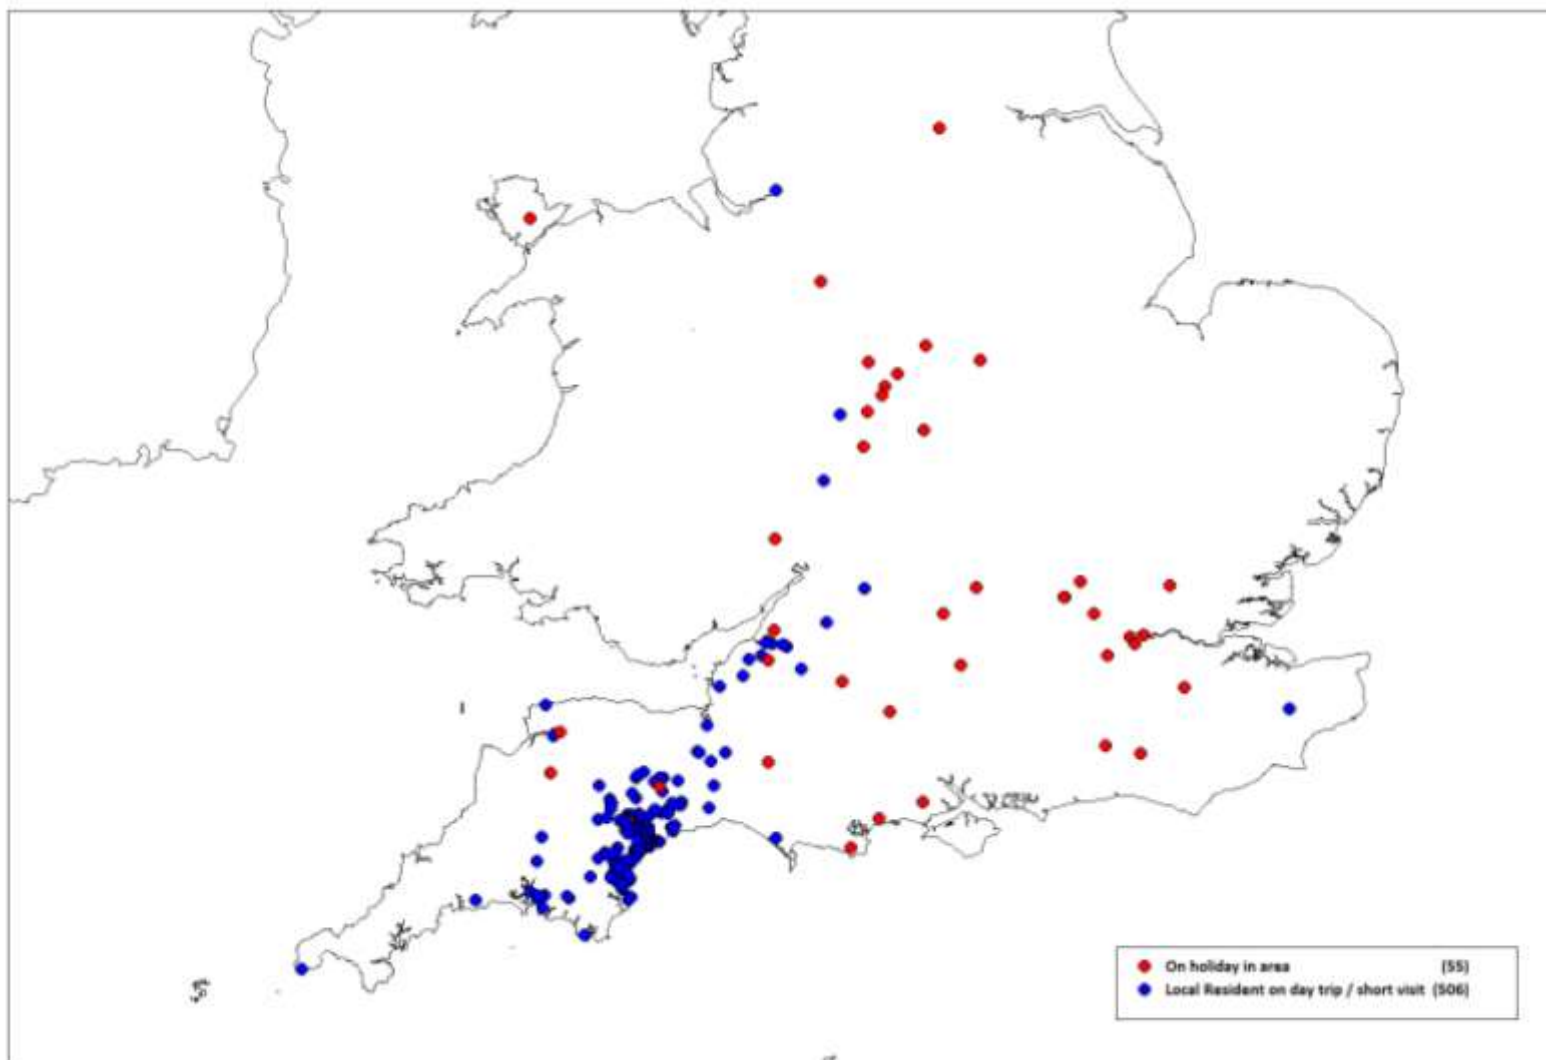 On holiday in area (55)
Local Resident on day trip / short visit (506)